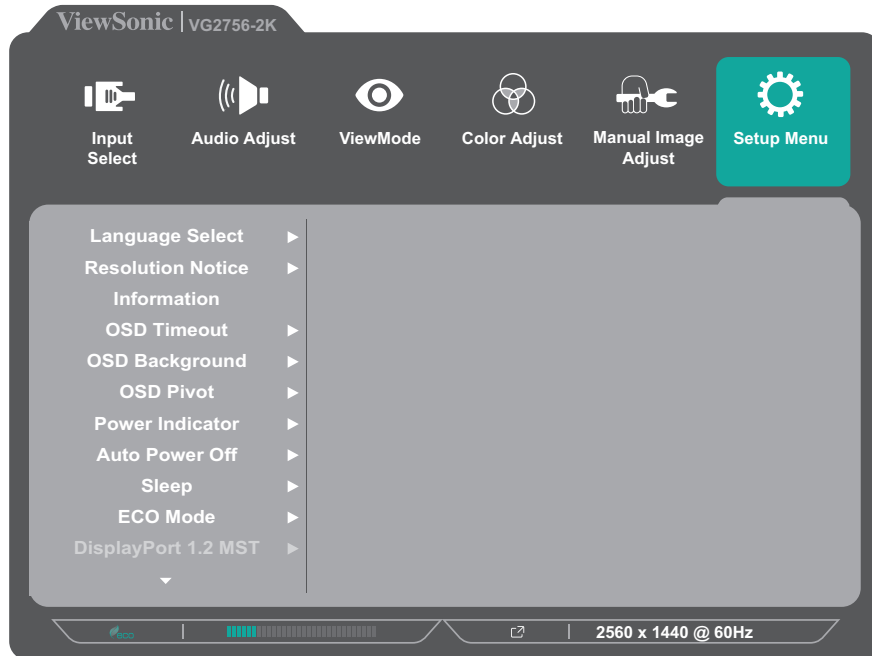 ViewSonic | VG2756-2K
Input Select
Audio Adjust
ViewMode
Color Adjust
Manual Image Adjust
Setup Menu
Language Select
Resolution Notice
Information
OSD Timeout
OSD Background
OSD Pivot
Power Indicator
Auto Power Off
Sleep
ECO Mode
DisplayPort 1.2 MST
eco
2560 x 1440 @ 60Hz